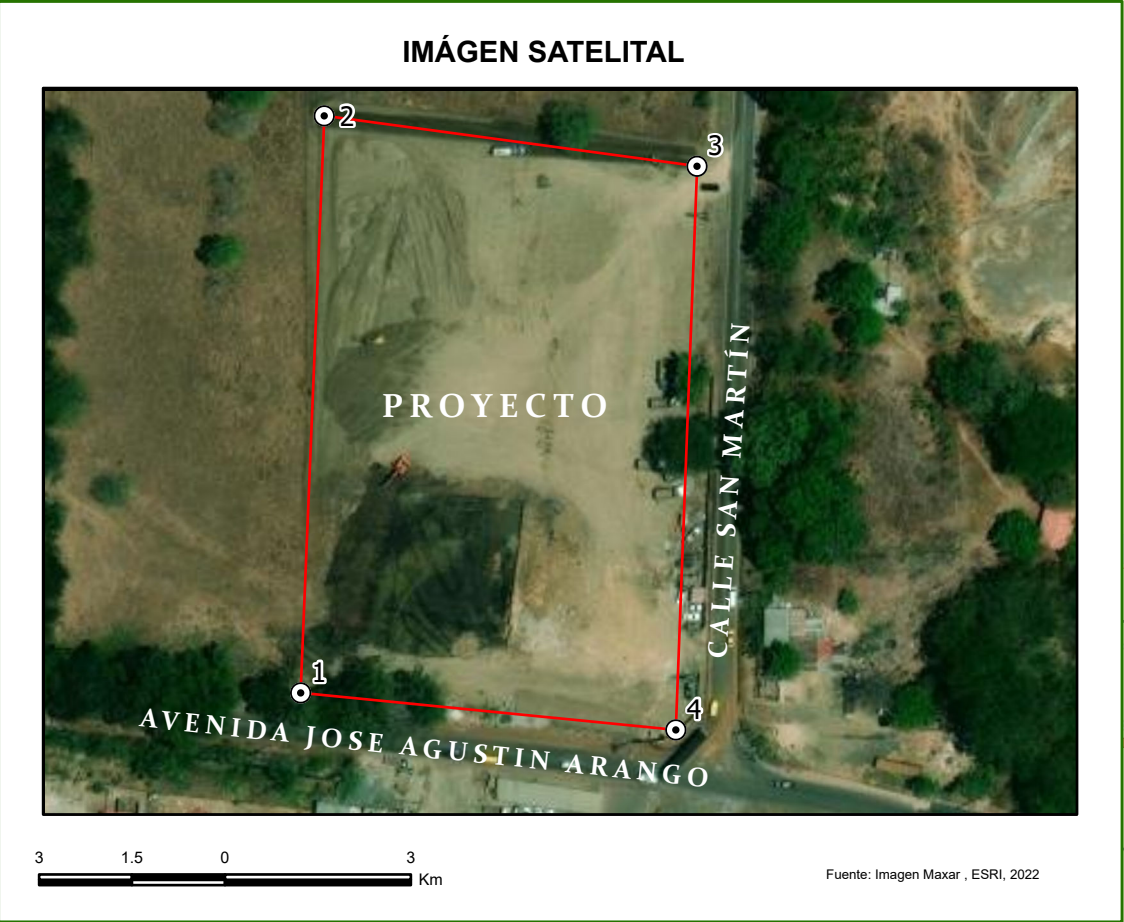 IMÁGEN SATELITAL
2
3
PROYECTO
CALLE SAN MARTÍN
1
4
AVENIDA JOSE AGUSTIN ARANGO
3 1.5 0 3
Km
Fuente: Imagen Maxar , ESRI, 2022